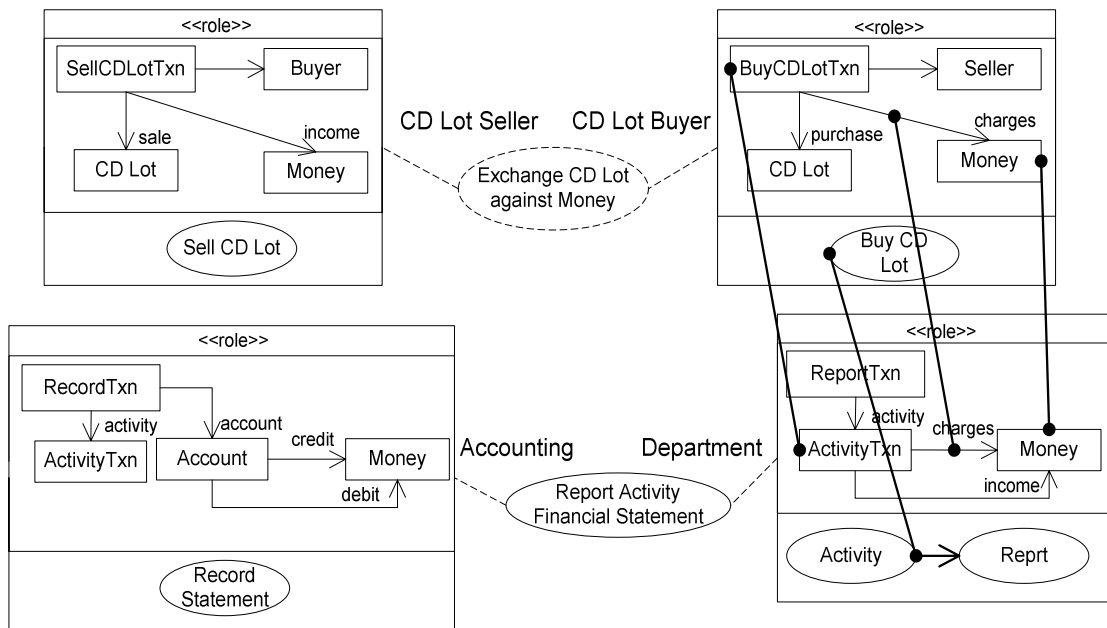 <<role>>
SellCDLotTxn
Buyer
sale
income
CD Lot
Money
Sell CD Lot
CD Lot Seller
CD Lot Buyer
Exchange CD Lot
against Money
<<role>>
BuyCDLotTxn
Seller
purchase
charges
CD Lot
Money
Buy CD
Lot
<<role>>
RecordTxn
activity
account
ActivityTxn
Account
credit
debit
Money
Record
Statement
Accounting
Department
Report Activity
Financial Statement
<<role>>
ReportTxn
activity
charges
ActivityTxn
Money
income
Activity
Reprt